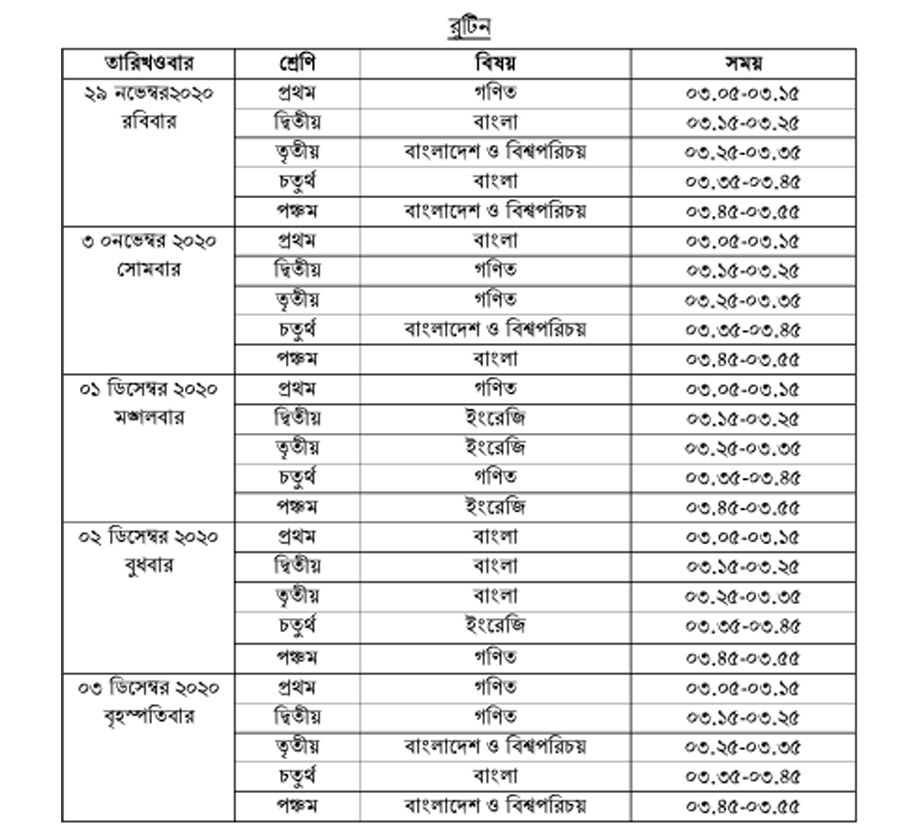 রুটিন
তারিখওবার শ্রেণি বিষয় সময়
২৯ নভেম্বর২০২০ প্রথম গণিত ০৩.০৫-০৩.১৫
রবিবার দ্বিতীয় বাংলা ০৩.১৫-০৩.২৫
তৃতীয় বাংলাদেশ ও বিশ্বপরিচয় ০৩.২৫-০৩.৩৫
চতুর্থ বাংলা ০৩.৩৫-০৩.৪৫
পঞ্চম বাংলাদেশ ও বিশ্বপরিচয় ০৩.৪৫-০৩.৫৫
৩ ০নভেম্বর ২০২০ প্রথম বাংলা ০৩.০৫-০৩.১৫
সোমবার দ্বিতীয় গণিত ০৩.১৫-০৩.২৫
তৃতীয় গণিত ০৩.২৫-০৩.৩৫
চতুর্থ বাংলাদেশ ও বিশ্বপরিচয় ০৩.৩৫-০৩.৪৫
পঞ্চম বাংলা ০৩.৪৫-০৩.৫৫
০১ ডিসেম্বর ২০২০ প্রথম গণিত ০৩.০৫-০৩.১৫
মঙ্গলবার দ্বিতীয় ইংরেজি ০৩.১৫-০৩.২৫
তৃতীয় ইংরেজি ০৩.২৫-০৩.৩৫
চতুর্থ গণিত ০৩.৩৫-০৩.৪৫
পঞ্চম ইংরেজি ০৩.৪৫-০৩.৫৫
০২ ডিসেম্বর ২০২০ প্রথম বাংলা ০৩.০৫-০৩.১৫
বুধবার দ্বিতীয় বাংলা ০৩.১৫-০৩.২৫
তৃতীয় বাংলা ০৩.২৫-০৩.৩৫
চতুর্থ ইংরেজি ০৩.৩৫-০৩.৪৫
পঞ্চম গণিত ০৩.৪৫-০৩.৫৫
০৩ ডিসেম্বর ২০২০ প্রথম গণিত ০৩.০৫-০৩.১৫
বৃহস্পতিবার দ্বিতীয় গণিত ০৩.১৫-০৩.২৫
তৃতীয় বাংলাদেশ ও বিশ্বপরিচয় ০৩.২৫-০৩.৩৫
চতুর্থ বাংলা ০৩.৩৫-০৩.৪৫
পঞ্চম বাংলাদেশ ও বিশ্বপরিচয় ০৩.৪৫-০৩.৫৫